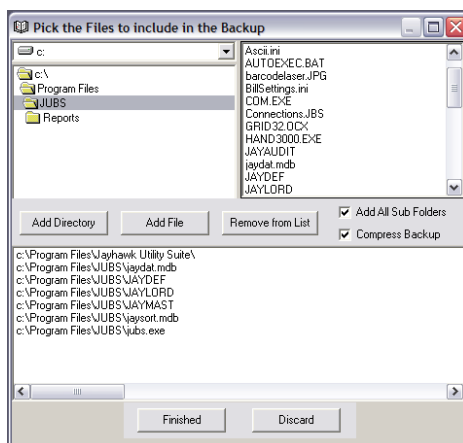 Pick the Files to include in the Backup
c:
c:\
Program Files
JUBS
Reports
Ascii.ini
AUTOEXEC.BAT
barcodelaser.JPG
BillSettings.ini
COM.EXE
Connections.JBS
GRID32.OCX
HAND3000.EXE
JAYAUDIT
jaydat.mdb
JAYDEF
JAYLORD
Add Directory
Add File
Remove from List
Add All Sub Folders
Compress Backup
c:\Program Files\Jayhawk Utility Suite\
c:\Program Files\JUBS\jaydat.mdb
c:\Program Files\JUBS\JAYDEF
c:\Program Files\JUBS\JAYLORD
c:\Program Files\JUBS\JAYMAST
c:\Program Files\JUBS\jaysort.mdb
c:\Program Files\JUBS\jubs.exe
Finished
Discard